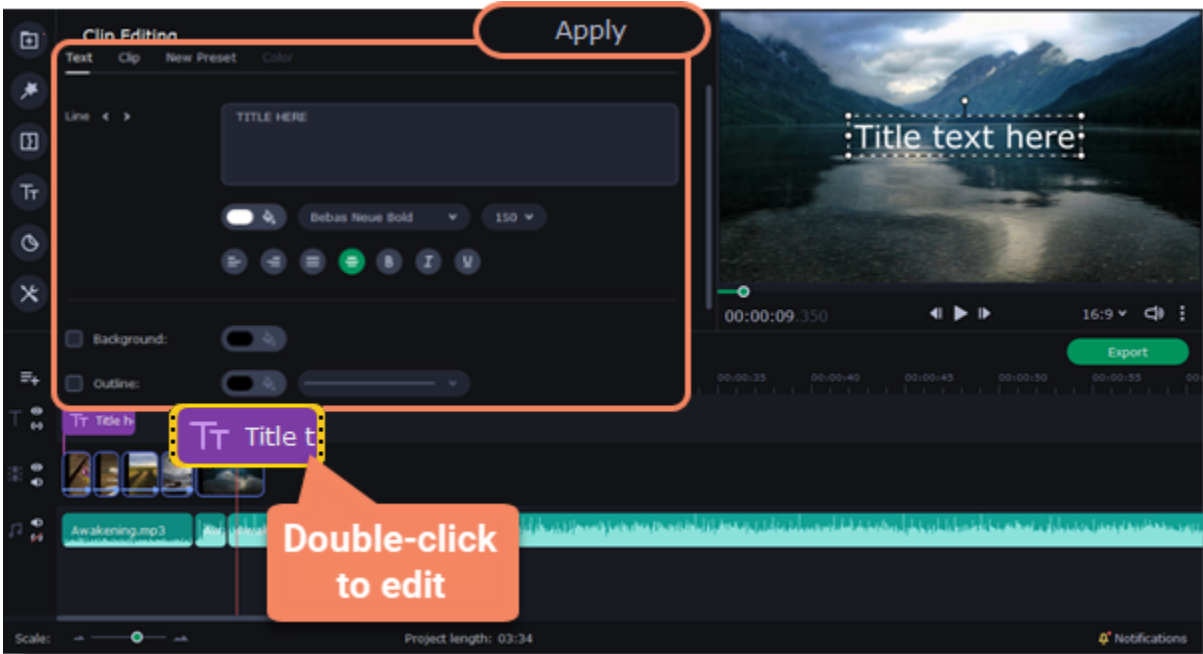 Clip Editing
Apply
Text Clip New Preset Color
Line < >
TITLE HERE
Bebas Neue Bold
150
B I U
Background:
Outline:
Title text here
00:00:09.350
16:9
Export
00:00:35 00:00:40 00:00:45 00:00:50 00:00:55 00:
Title h
Title t
Awakening.mp3
Double-click
to edit
Scale:
Project length: 03:34
Notifications